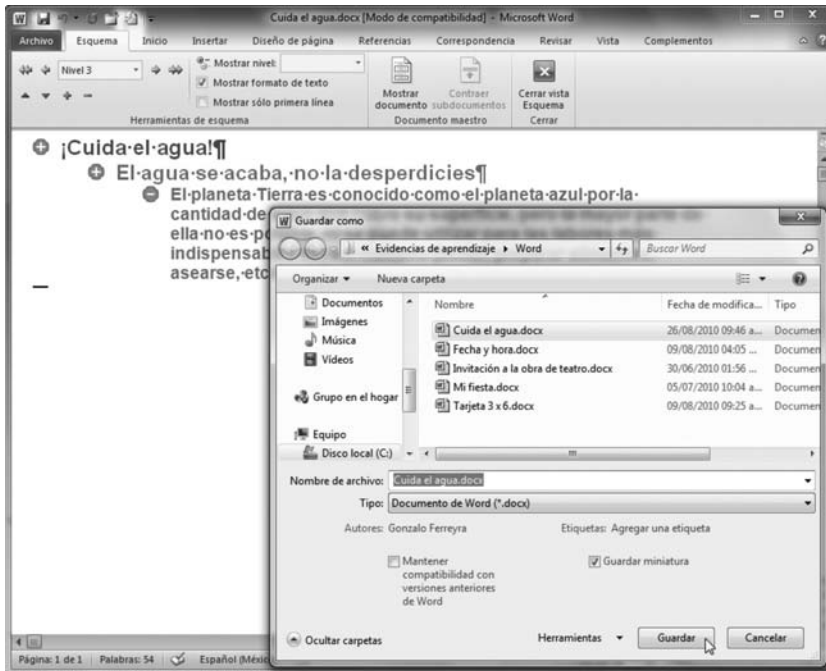 Cuida el agua.docx [Modo de compatibilidad] - Microsoft Word
Archivo Esquema Inicio Insertar Diseño de página Referencias Correspondencia Revisar Vista Complementos
Nivel 3
Mostrar nivel:
Mostrar formato de texto
Mostrar sólo primera línea
Mostrar documento
Contraer subdocumentos
Cerrar vista Esquema
Herramientas de esquema Documento maestro Cerrar
¡Cuida·el·agua!¶
El·agua·se·acaba,·no·la·desperdicies¶
El·planeta·Tierra·es·conocido·como·el·planeta·azul·por·la·
cantidad·de
ella·no·es·po
indispensab
asearse,·etc
Guardar como
« Evidencias de aprendizaje ▸ Word
Buscar Word
Organizar Nueva carpeta
Documentos
Imágenes
Música
Vídeos
Grupo en el hogar
Equipo
Disco local (C:)
Nombre Fecha de modifica... Tipo
Cuida el agua.docx 26/08/2010 09:46 a... Documen
Fecha y hora.docx 09/08/2010 04:05 ... Documen
Invitación a la obra de teatro.docx 30/06/2010 01:56 ... Documen
Mi fiesta.docx 05/07/2010 10:04 a... Documen
Tarjeta 3 x 6.docx 09/08/2010 09:25 a... Documen
Nombre de archivo: Cuida el agua.docx
Tipo: Documento de Word (*.docx)
Autores: Gonzalo Ferreyra Etiquetas: Agregar una etiqueta
Mantener
compatibilidad con
versiones anteriores
de Word
Guardar miniatura
Ocultar carpetas Herramientas Guardar Cancelar
Página: 1 de 1 Palabras: 54 Español (Méxic